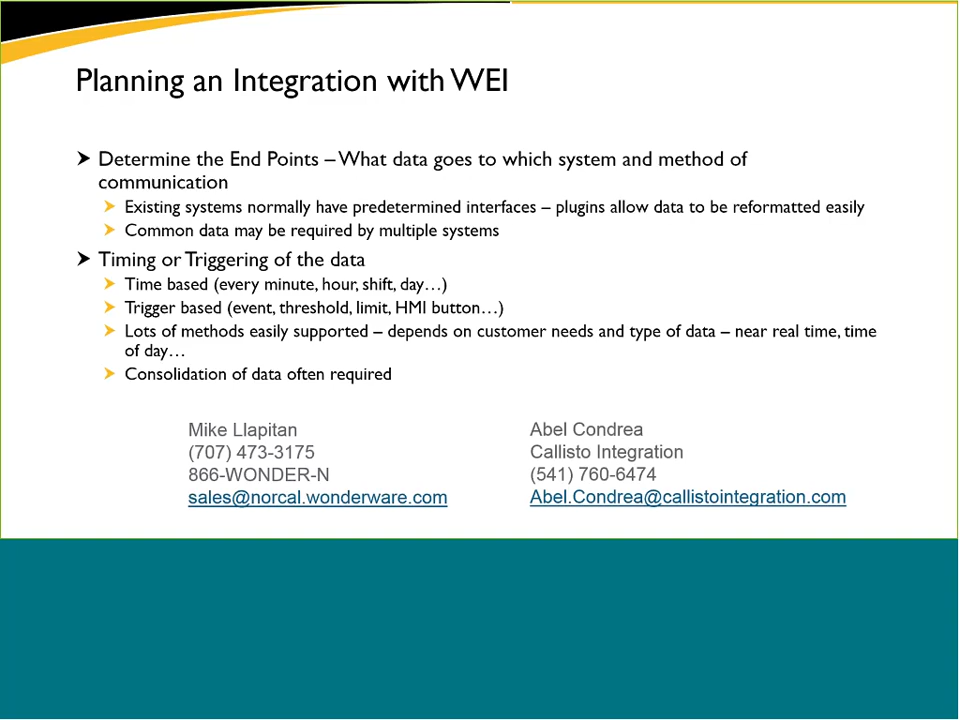 Planning an Integration with WEI
Determine the End Points – What data goes to which system and method of
communication
Existing systems normally have predetermined interfaces – plugins allow data to be reformatted easily
Common data may be required by multiple systems
Timing or Triggering of the data
Time based (every minute, hour, shift, day…)
Trigger based (event, threshold, limit, HMI button…)
Lots of methods easily supported – depends on customer needs and type of data – near real time, time
of day…
Consolidation of data often required
Mike Llapitan
(707) 473-3175
866-WONDER-N
sales@norcal.wonderware.com
Abel Condrea
Callisto Integration
(541) 760-6474
Abel.Condrea@callistointegration.com